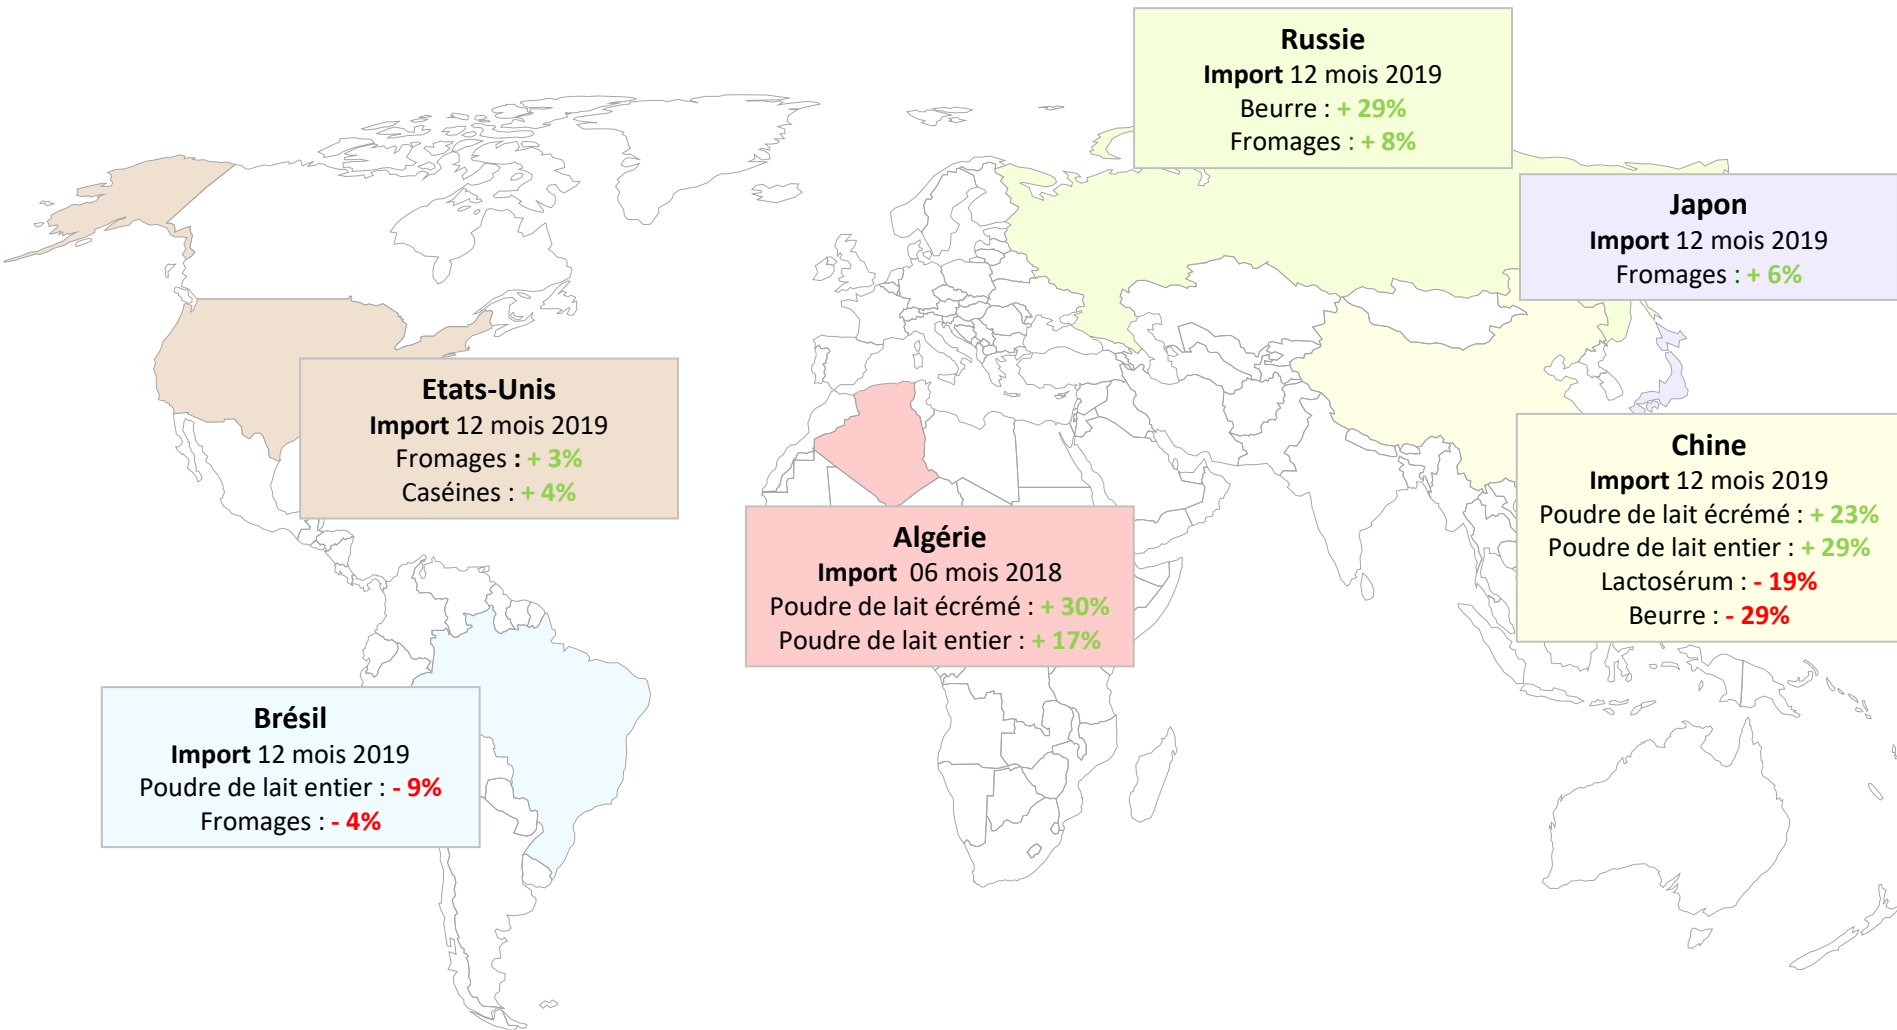 Russie
Import 12 mois 2019
Beurre : + 29%
Fromages : + 8%
Japon
Import 12 mois 2019
Fromages : + 6%
Etats-Unis
Import 12 mois 2019
Fromages : + 3%
Caséines : + 4%
Chine
Import 12 mois 2019
Poudre de lait écrémé : + 23%
Poudre de lait entier : + 29%
Lactosérum : - 19%
Beurre : - 29%
Algérie
Import 06 mois 2018
Poudre de lait écrémé : + 30%
Poudre de lait entier : + 17%
Brésil
Import 12 mois 2019
Poudre de lait entier : - 9%
Fromages : - 4%